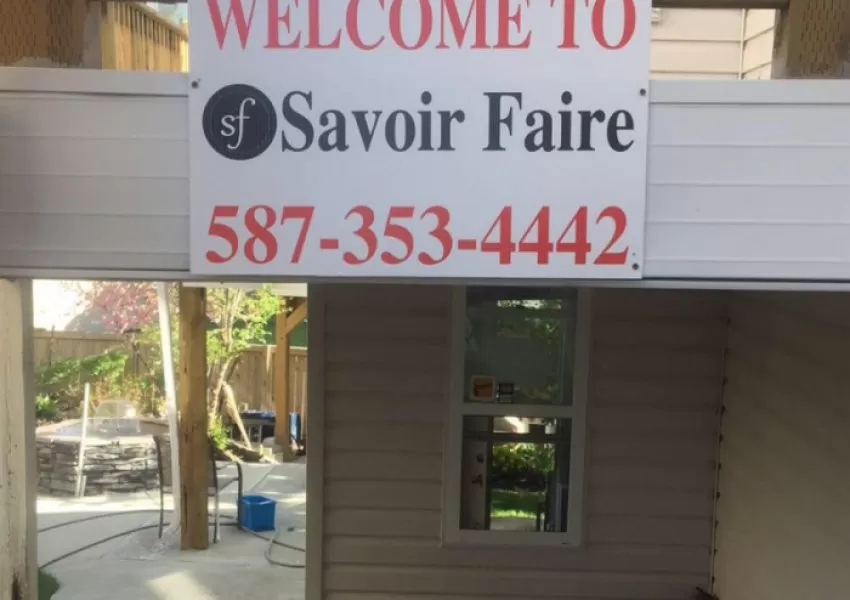 WELCOME TO
sf Savoir Faire
587-353-4442